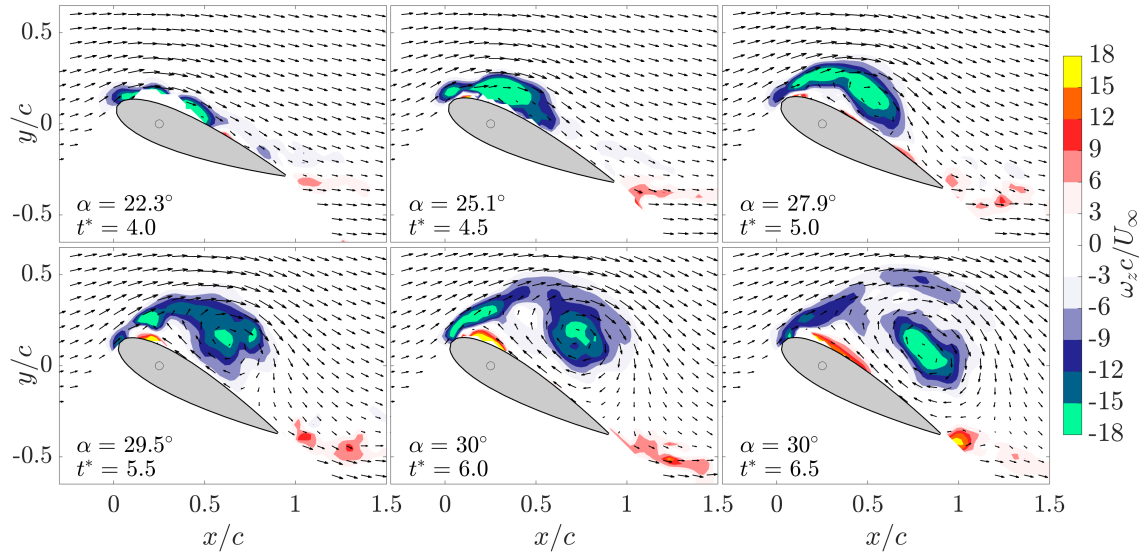 0.5
0
-0.5
y/c
α = 22.3°
t* = 4.0
α = 25.1°
t* = 4.5
α = 27.9°
t* = 5.0
0.5
0
-0.5
y/c
α = 29.5°
t* = 5.5
α = 30°
t* = 6.0
α = 30°
t* = 6.5
0 0.5 1 1.5
x/c
0 0.5 1 1.5
x/c
0 0.5 1 1.5
x/c
18
15
12
9
6
3
0
-3
-6
-9
-12
-15
-18
ω_z c/U_∞